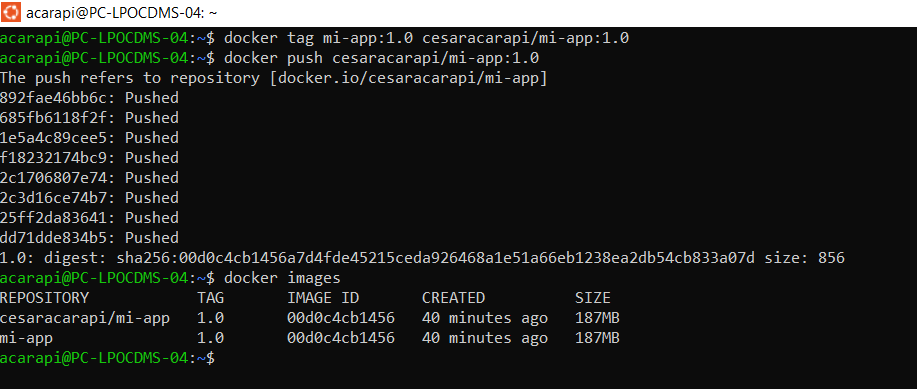 acarapi@PC-LPOCDMS-04: ~
acarapi@PC-LPOCDMS-04:~$ docker tag mi-app:1.0 cesaracarapi/mi-app:1.0
acarapi@PC-LPOCDMS-04:~$ docker push cesaracarapi/mi-app:1.0
The push refers to repository [docker.io/cesaracarapi/mi-app]
892fae46bb6c: Pushed
685fb6118f2f: Pushed
1e5a4c89cee5: Pushed
f18232174bc9: Pushed
2c1706807e74: Pushed
2c3d16ce74b7: Pushed
25ff2da83641: Pushed
dd71dde834b5: Pushed
1.0: digest: sha256:00d0c4cb1456a7d4fde45215ceda926468a1e51a66eb1238ea2db54cb833a07d size: 856
acarapi@PC-LPOCDMS-04:~$ docker images
REPOSITORY TAG IMAGE ID CREATED SIZE
cesaracarapi/mi-app 1.0 00d0c4cb1456 40 minutes ago 187MB
mi-app 1.0 00d0c4cb1456 40 minutes ago 187MB
acarapi@PC-LPOCDMS-04:~$